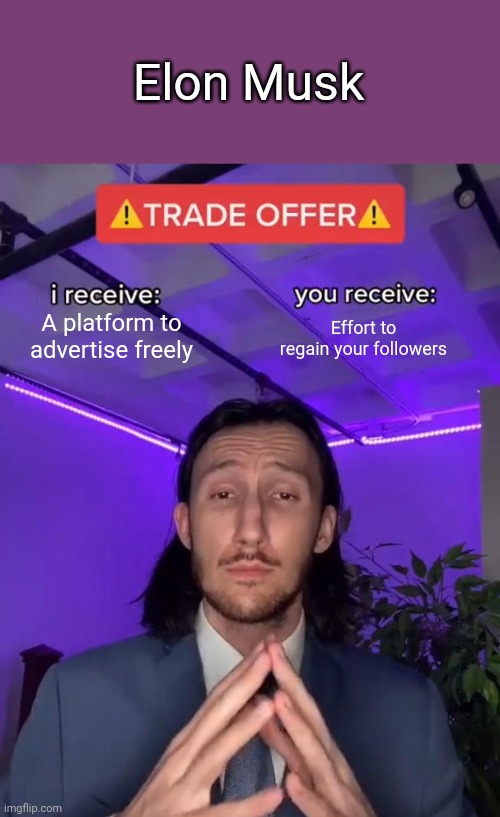 Elon Musk
⚠TRADE OFFER⚠
i receive:
you receive:
A platform to
advertise freely
Effort to
regain your followers
imgflip.com